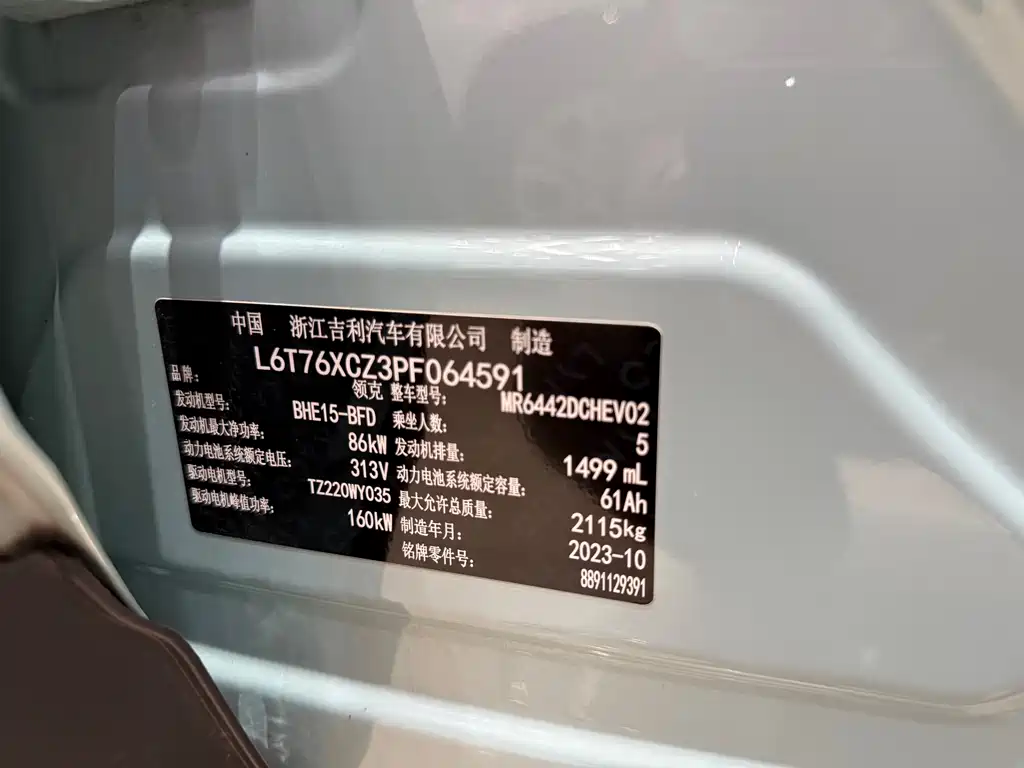 中国 浙江吉利汽车有限公司 制造
L6T76XCZ3PF064591
品牌: 领克 整车型号: MR6442DCHEV02
发动机型号: BHE15-BFD 乘坐人数: 5
发动机最大净功率: 86kW 发动机排量: 1499 mL
动力电池系统额定电压: 313V 动力电池系统额定容量: 61Ah
驱动电机型号: TZ220WY035 最大允许总质量: 2115kg
驱动电机峰值功率: 160kW 制造年月: 2023-10
铭牌零件号: 8891129391